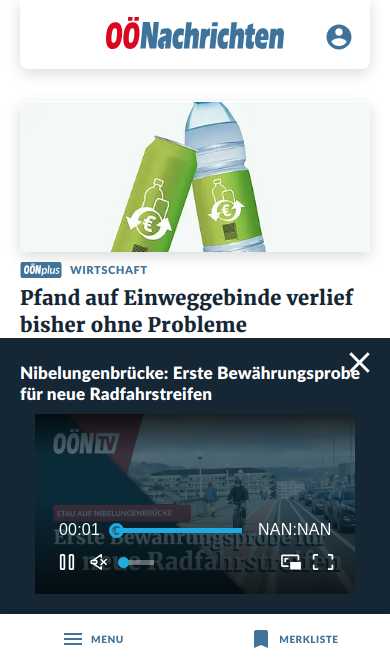 OÖNachrichten
OÖNplus WIRTSCHAFT
Pfand auf Einweggebinde verlief
bisher ohne Probleme
Nibelungenbrücke: Erste Bewährungsprobe
für neue Radfahrstreifen
OÖN TV
STAU AUF NIBELUNGENBRÜCKE
00:01 NAN:NAN
Erste Bewährungsprobe für
neue Radfahrstreifen
MENU MERKLISTE